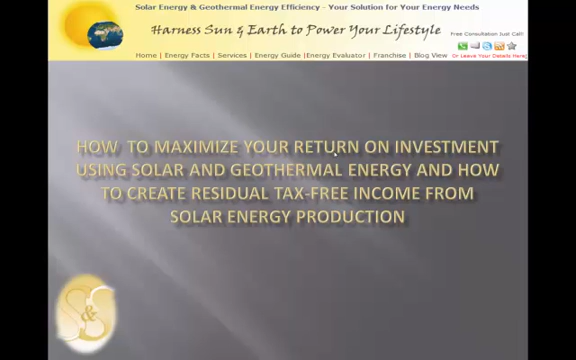 Solar Energy & Geothermal Energy Efficiency - Your Solution for Your Energy Needs
Harness Sun & Earth to Power Your Lifestyle
Free Consultation Just Call!
Home | Energy Facts | Services | Energy Guide | Energy Evaluator | Franchise | Blog View
Or Leave Your Details Here
HOW TO MAXIMIZE YOUR RETURN ON INVESTMENT
USING SOLAR AND GEOTHERMAL ENERGY AND HOW
TO CREATE RESIDUAL TAX-FREE INCOME FROM
SOLAR ENERGY PRODUCTION
S&S